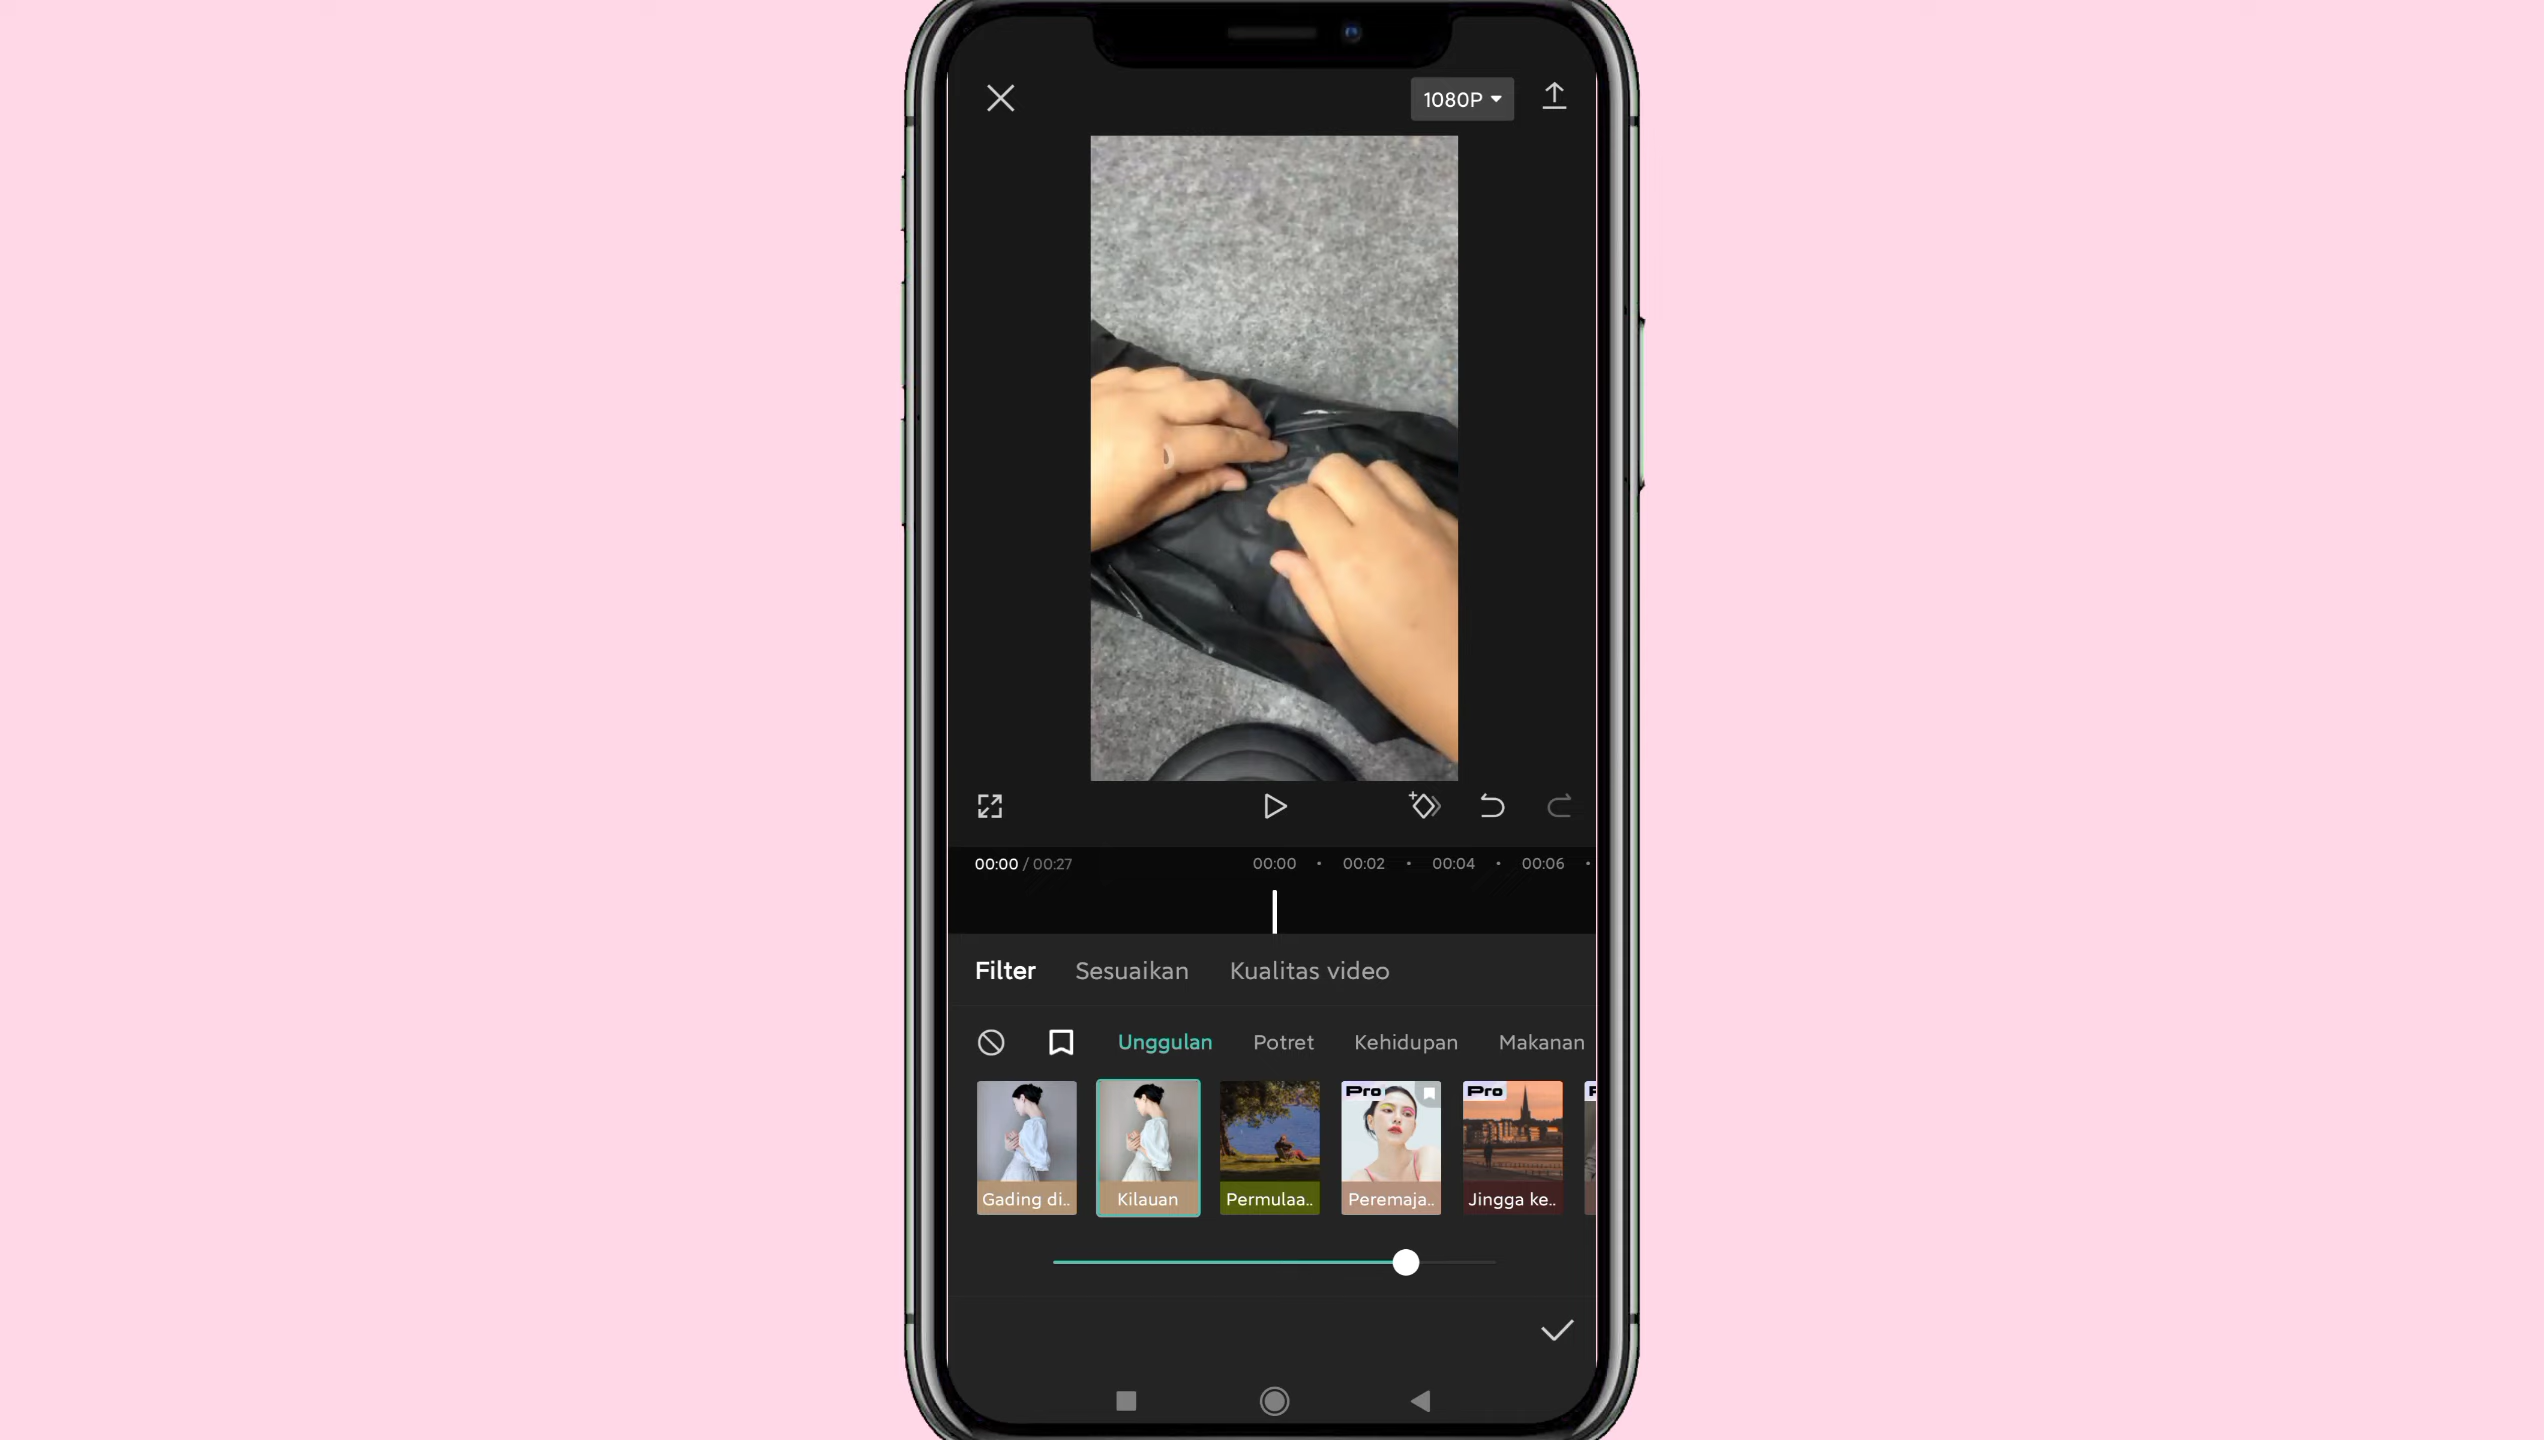 1080P
00:00 / 00:27
00:00 00:02 00:04 00:06
Filter Sesuaikan Kualitas video
Unggulan Potret Kehidupan Makanan
Pro Pro
Gading di.. Kilauan Permulaa.. Peremaja.. Jingga ke..